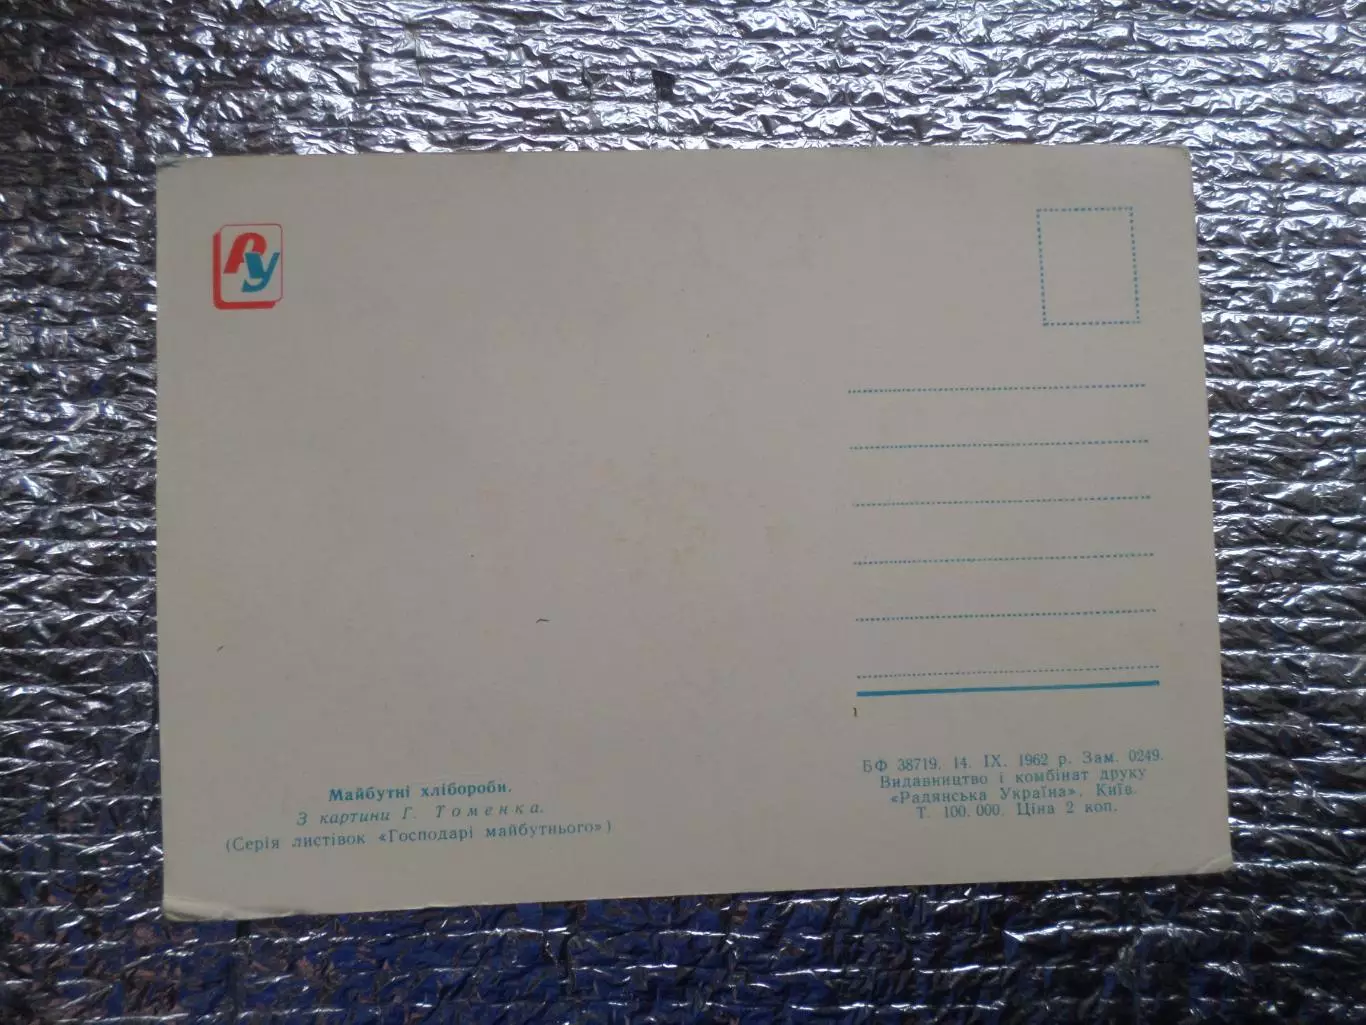 РУ
Майбутні хлібороби.
З картини Г. Томенка.
(Серія листівок «Господарі майбутнього»)
БФ 38719. 14. IX. 1962 р. Зам. 0249.
Видавництво і комбінат друку
«Радянська Україна», Київ.
Т. 100.000. Ціна 2 коп.